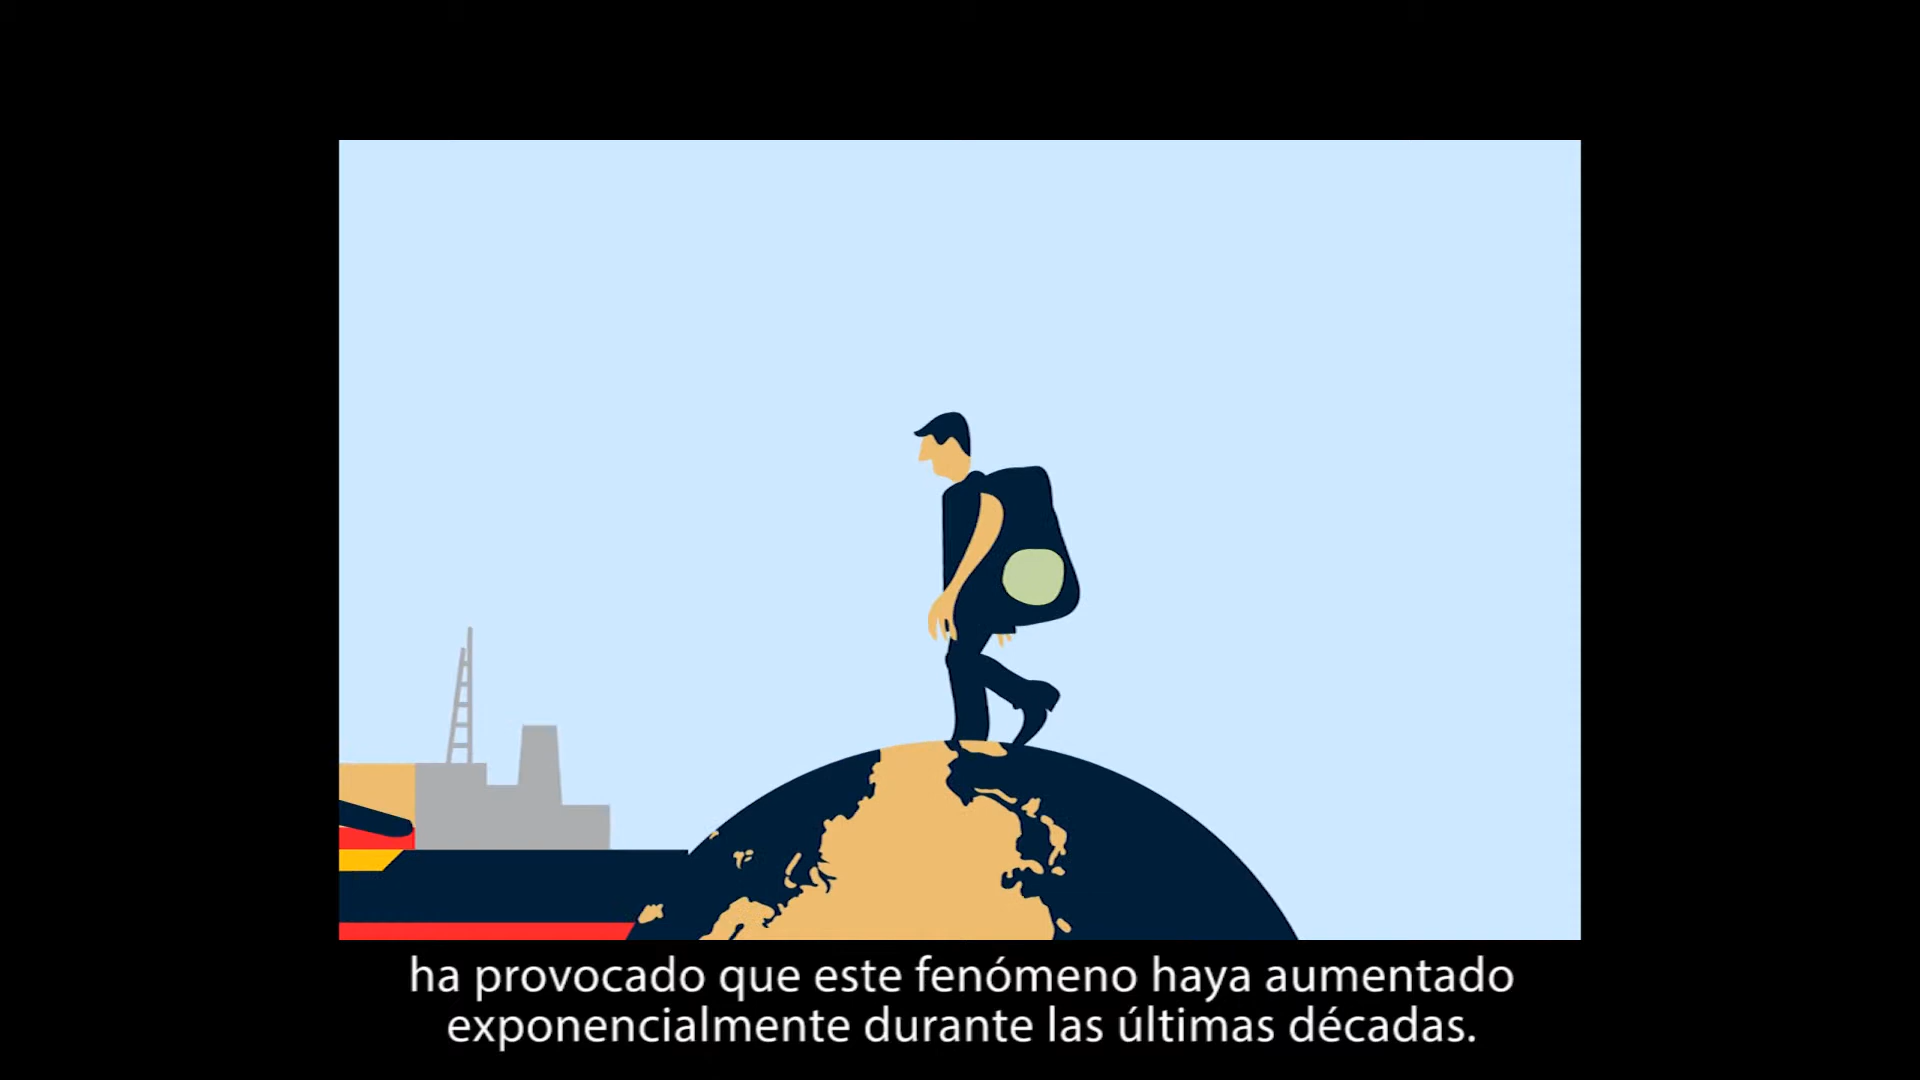 ha provocado que este fenómeno haya aumentado
exponencialmente durante las últimas décadas.